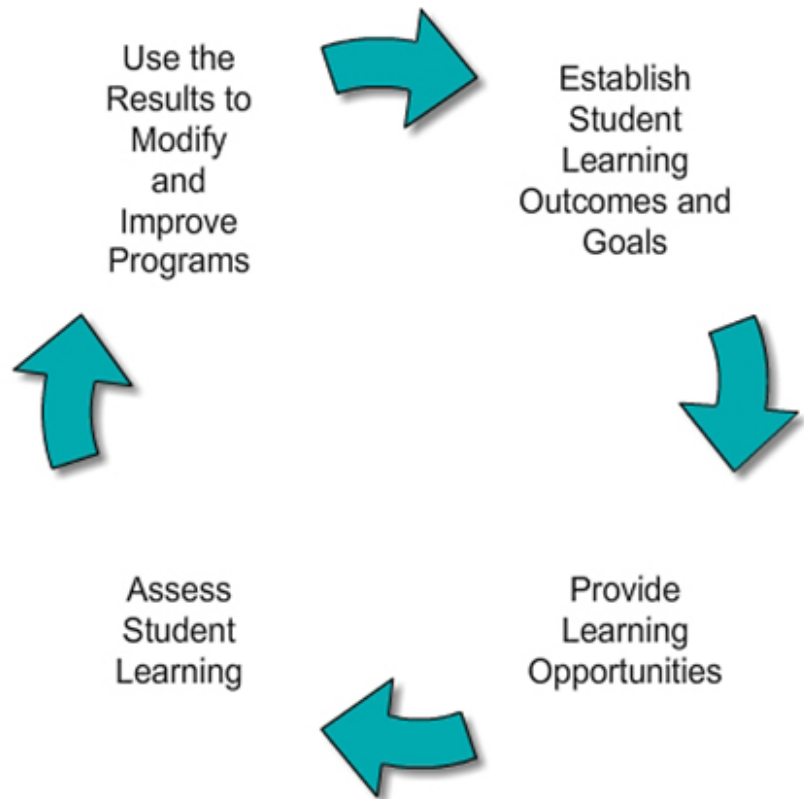 Use the
Results to
Modify
and
Improve
Programs
Establish
Student
Learning
Outcomes and
Goals
Provide
Learning
Opportunities
Assess
Student
Learning